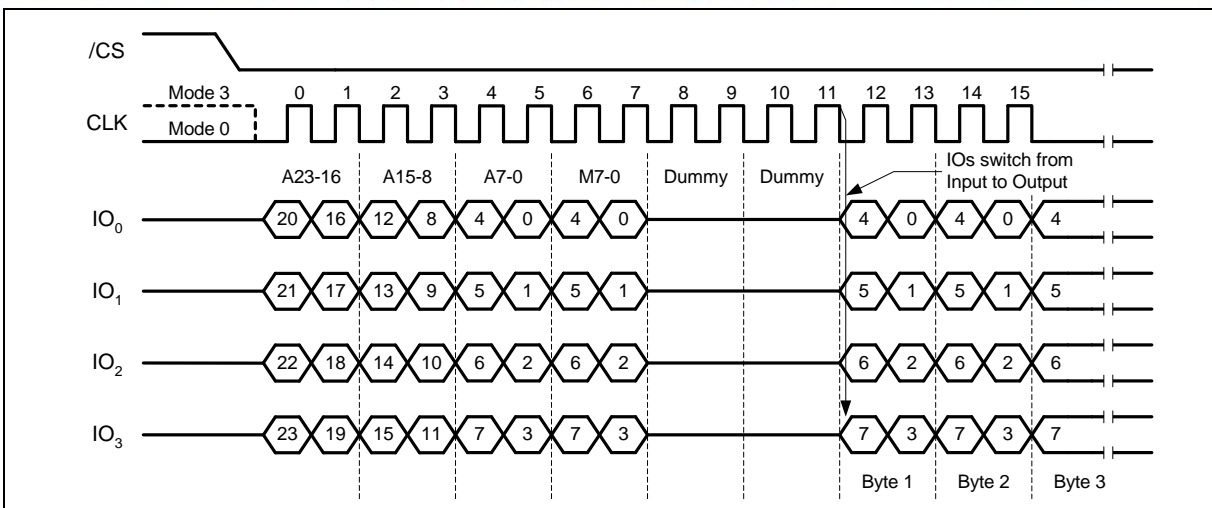 /CS
Mode 3 0 1 2 3 4 5 6 7 8 9 10 11 12 13 14 15
CLK
Mode 0
IOs switch from
Input to Output
A23-16 A15-8 A7-0 M7-0 Dummy Dummy
IO0 20 16 12 8 4 0 4 0 4 0 4 0 4
IO1 21 17 13 9 5 1 5 1 5 1 5 1 5
IO2 22 18 14 10 6 2 6 2 6 2 6 2 6
IO3 23 19 15 11 7 3 7 3 7 3 7 3 7
Byte 1 Byte 2 Byte 3